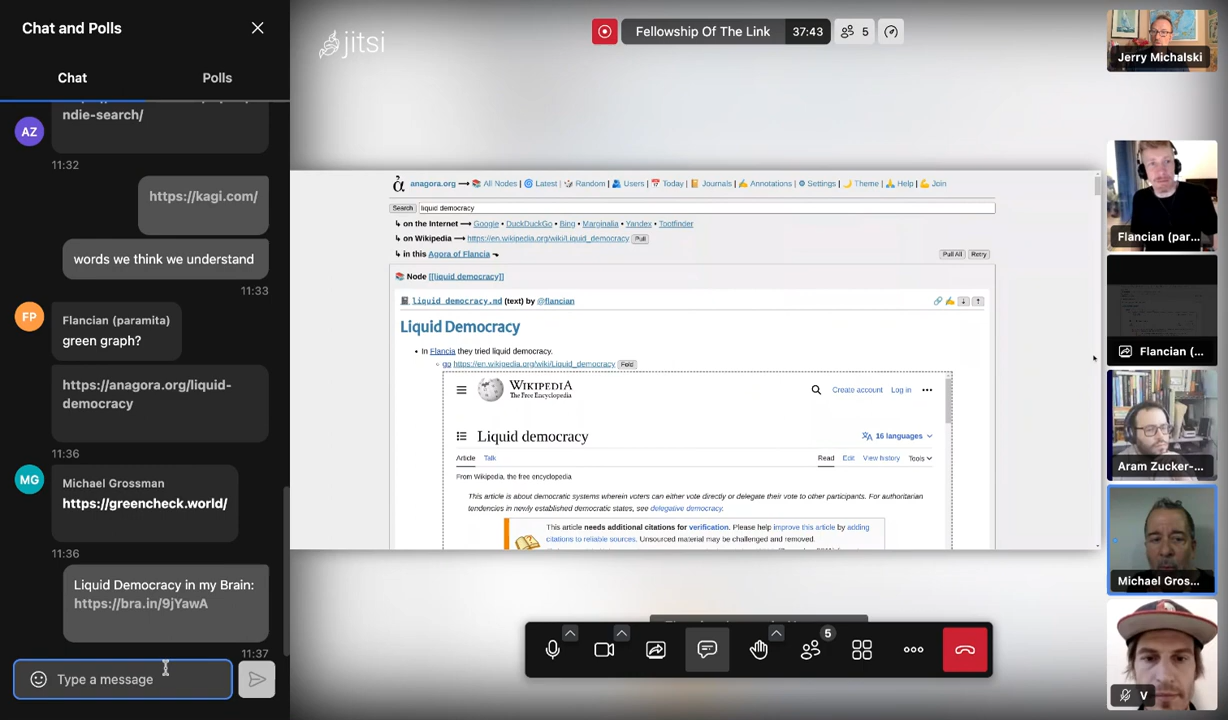 Chat and Polls
Chat
Polls
ndie-search/
AZ
11:32
https://kagi.com/
words we think we understand
11:33
FP
Flancian (paramita)
green graph?
https://anagora.org/liquid-
democracy
11:36
MG
Michael Grossman
https://greencheck.world/
11:36
Liquid Democracy in my Brain:
https://bra.in/9jYawA
11:37
Type a message
jitsi
Fellowship Of The Link
37:43
5
anagora.org ⟶ All Nodes | Latest | Random | Users | Today | Journals | Annotations | Settings | Theme | Help | Join
Search liquid democracy
↳ on the Internet ⟶ Google • DuckDuckGo • Bing • Marginalia • Yandex • Tootfinder
↳ on Wikipedia ⟶ https://en.wikipedia.org/wiki/Liquid_democracy Pull
↳ in this Agora of Flancia
Pull All
Retry
Node [[liquid democracy]]
liquid democracy.md (text) by @flancian
Liquid Democracy
• In Flancia they tried liquid democracy.
go https://en.wikipedia.org/wiki/Liquid_democracy Fold
WIKIPEDIA
The Free Encyclopedia
Create account
Log in
Liquid democracy
16 languages
Article
Talk
Read
Edit
View history
Tools
From Wikipedia, the free encyclopedia
This article is about democratic systems wherein voters can either vote directly or delegate their vote to other participants. For authoritarian
tendencies in newly established democratic states, see delegative democracy.
This article needs additional citations for verification. Please help improve this article by adding
citations to reliable sources. Unsourced material may be challenged and removed.
5
Jerry Michalski
Flancian (par...
Flancian (...
Aram Zucker-...
Michael Gros...
V